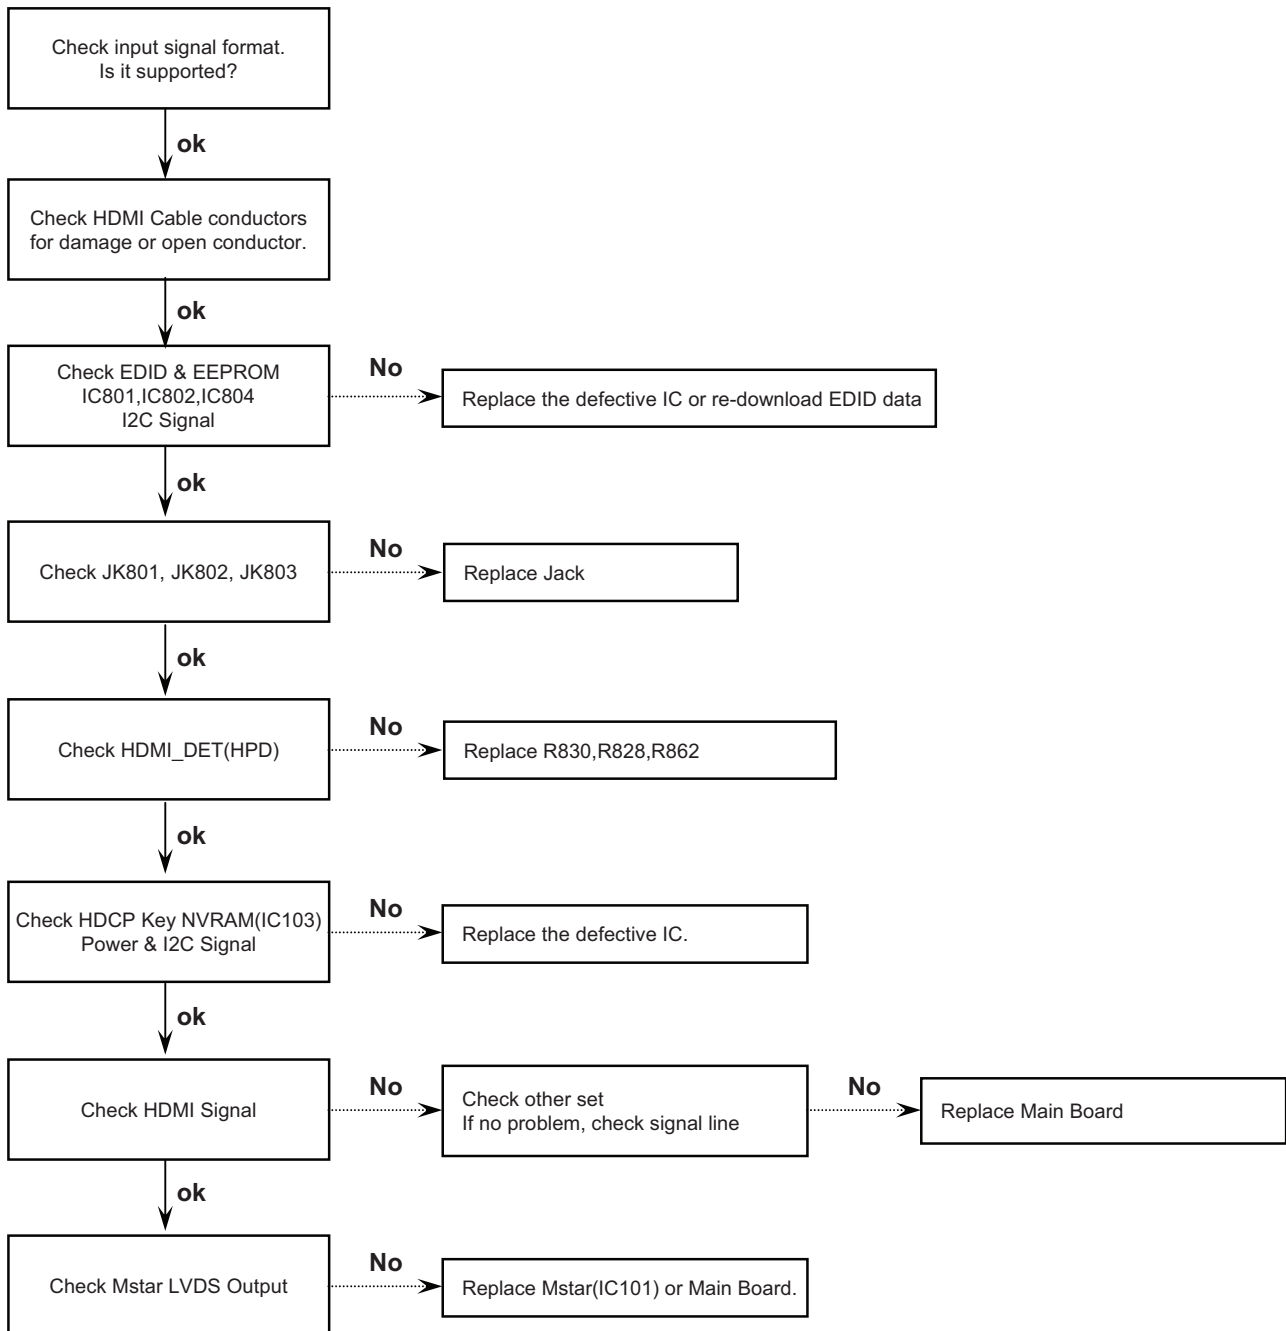 Check input signal format.
Is it supported?
ok
Check HDMI Cable conductors
for damage or open conductor.
ok
Check EDID & EEPROM
IC801,IC802,IC804
I2C Signal
No
Replace the defective IC or re-download EDID data
ok
Check JK801, JK802, JK803
No
Replace Jack
ok
Check HDMI_DET(HPD)
No
Replace R830,R828,R862
ok
Check HDCP Key NVRAM(IC103)
Power & I2C Signal
No
Replace the defective IC.
ok
Check HDMI Signal
No
Check other set
If no problem, check signal line
No
Replace Main Board
ok
Check Mstar LVDS Output
No
Replace Mstar(IC101) or Main Board.